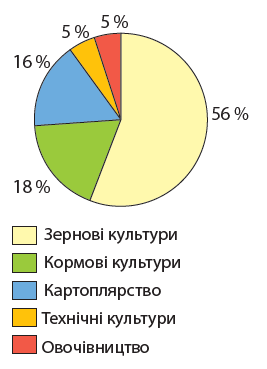 5 %
5 %
16 %
56 %
18 %
Зернові культури
Кормові культури
Картоплярство
Технічні культури
Овочівництво